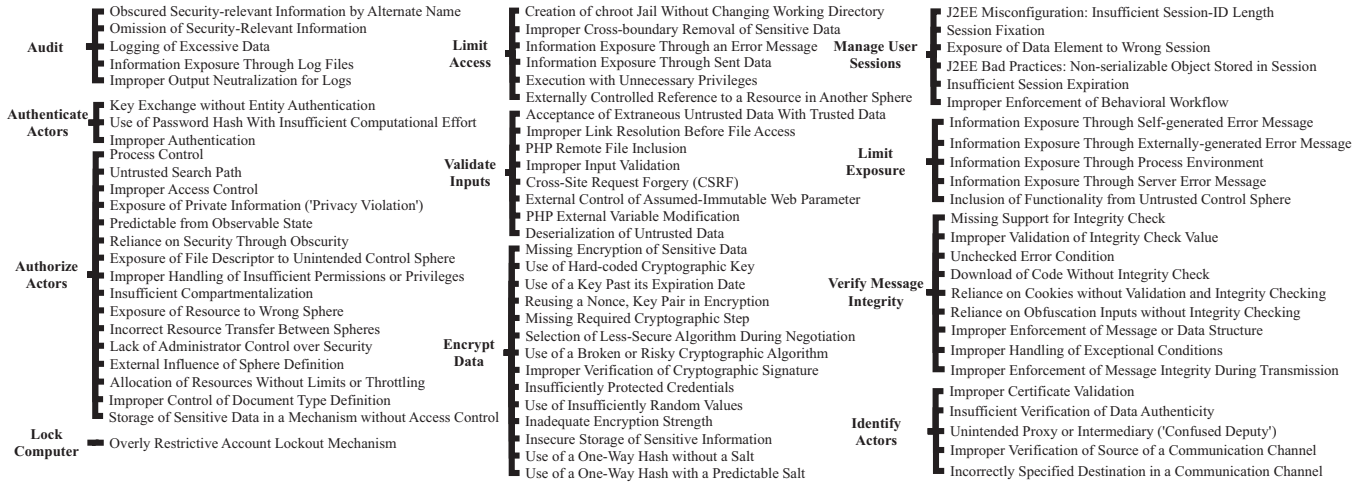 Audit
Obscured Security-relevant Information by Alternate Name
Omission of Security-Relevant Information
Logging of Excessive Data
Information Exposure Through Log Files
Improper Output Neutralization for Logs
Authenticate
Actors
Key Exchange without Entity Authentication
Use of Password Hash With Insufficient Computational Effort
Improper Authentication
Authorize
Actors
Process Control
Untrusted Search Path
Improper Access Control
Exposure of Private Information ('Privacy Violation')
Predictable from Observable State
Reliance on Security Through Obscurity
Exposure of File Descriptor to Unintended Control Sphere
Improper Handling of Insufficient Permissions or Privileges
Insufficient Compartmentalization
Exposure of Resource to Wrong Sphere
Incorrect Resource Transfer Between Spheres
Lack of Administrator Control over Security
External Influence of Sphere Definition
Allocation of Resources Without Limits or Throttling
Improper Control of Document Type Definition
Storage of Sensitive Data in a Mechanism without Access Control
Lock
Computer
Overly Restrictive Account Lockout Mechanism
Limit
Access
Creation of chroot Jail Without Changing Working Directory
Improper Cross-boundary Removal of Sensitive Data
Information Exposure Through an Error Message
Information Exposure Through Sent Data
Execution with Unnecessary Privileges
Externally Controlled Reference to a Resource in Another Sphere
Validate
Inputs
Acceptance of Extraneous Untrusted Data With Trusted Data
Improper Link Resolution Before File Access
PHP Remote File Inclusion
Improper Input Validation
Cross-Site Request Forgery (CSRF)
External Control of Assumed-Immutable Web Parameter
PHP External Variable Modification
Deserialization of Untrusted Data
Encrypt
Data
Missing Encryption of Sensitive Data
Use of Hard-coded Cryptographic Key
Use of a Key Past its Expiration Date
Reusing a Nonce, Key Pair in Encryption
Missing Required Cryptographic Step
Selection of Less-Secure Algorithm During Negotiation
Use of a Broken or Risky Cryptographic Algorithm
Improper Verification of Cryptographic Signature
Insufficiently Protected Credentials
Use of Insufficiently Random Values
Inadequate Encryption Strength
Insecure Storage of Sensitive Information
Use of a One-Way Hash without a Salt
Use of a One-Way Hash with a Predictable Salt
Manage User
Sessions
J2EE Misconfiguration: Insufficient Session-ID Length
Session Fixation
Exposure of Data Element to Wrong Session
J2EE Bad Practices: Non-serializable Object Stored in Session
Insufficient Session Expiration
Improper Enforcement of Behavioral Workflow
Limit
Exposure
Information Exposure Through Self-generated Error Message
Information Exposure Through Externally-generated Error Message
Information Exposure Through Process Environment
Information Exposure Through Server Error Message
Inclusion of Functionality from Untrusted Control Sphere
Verify Message
Integrity
Missing Support for Integrity Check
Improper Validation of Integrity Check Value
Unchecked Error Condition
Download of Code Without Integrity Check
Reliance on Cookies without Validation and Integrity Checking
Reliance on Obfuscation Inputs without Integrity Checking
Improper Enforcement of Message or Data Structure
Improper Handling of Exceptional Conditions
Improper Enforcement of Message Integrity During Transmission
Identify
Actors
Improper Certificate Validation
Insufficient Verification of Data Authenticity
Unintended Proxy or Intermediary ('Confused Deputy')
Improper Verification of Source of a Communication Channel
Incorrectly Specified Destination in a Communication Channel